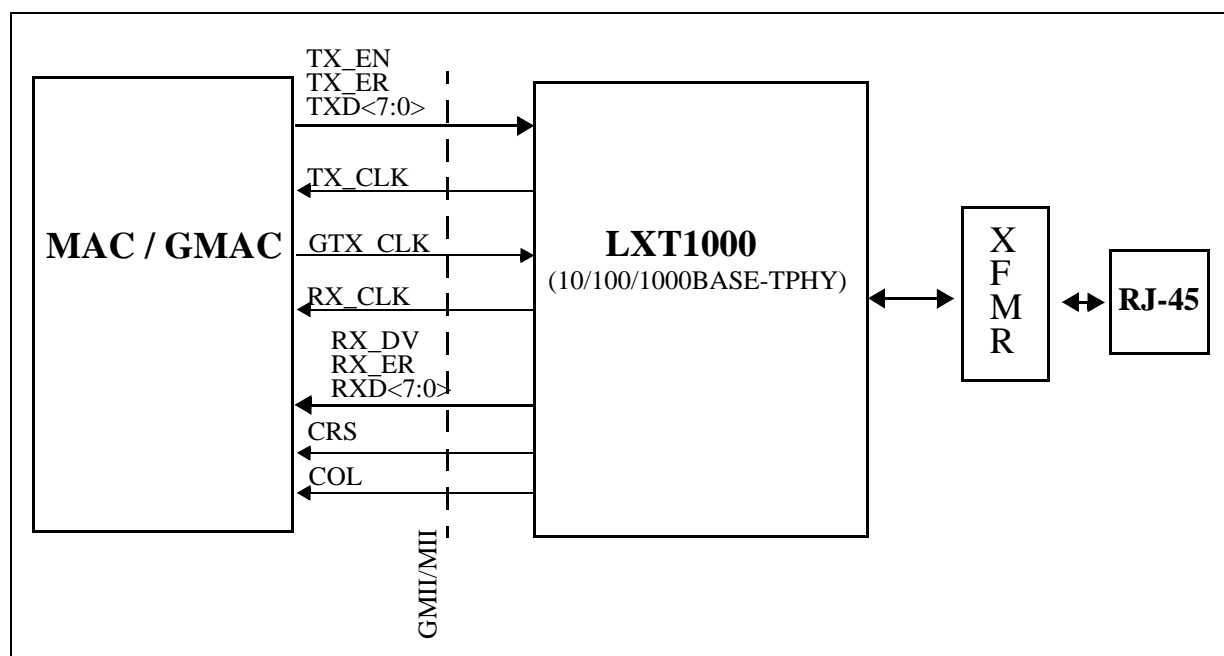 TX_EN
TX_ER
TXD<7:0>
TX_CLK
MAC / GMAC
GTX_CLK
RX_CLK
RX_DV
RX_ER
RXD<7:0>
CRS
COL
GMII/MII
LXT1000
(10/100/1000BASE-TPHY)
X
F
M
R
RJ-45